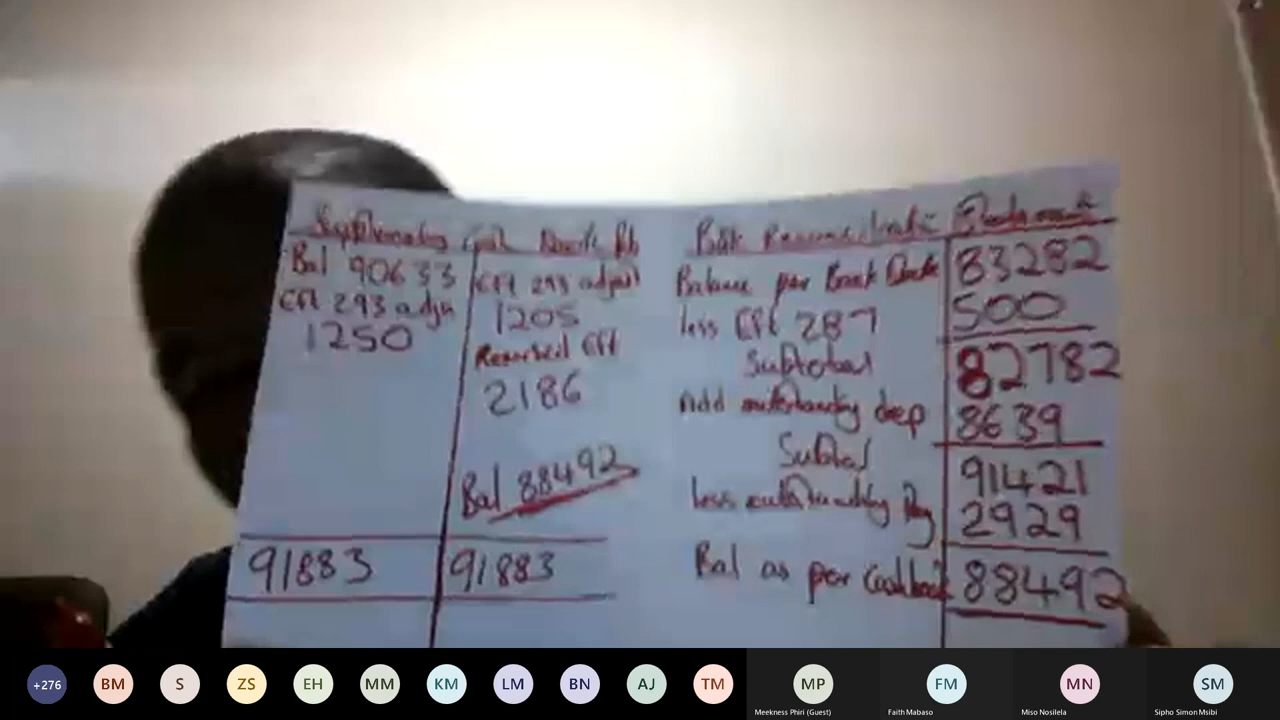 Supplementary Cash Book Bb
Bal 90633
Eft 293 adju
1250
Eft 293 adjust
1205
Reversed Eft
2186
Bal 88492
91883
91883
Bank Reconciliation Statement
Balance per Bank 83282
less Eft 287 500
Subtotal 82782
Add outstanding dep 8639
Subtotal 91421
less outstanding Pay 2929
Bal as per Cashbook 88492
+276
BM
S
ZS
EH
MM
KM
LM
BN
AJ
TM
MP
FM
MN
SM
Meekness Phiri (Guest)
Faith Mabaso
Miso Nosilela
Sipho Simon Msibi